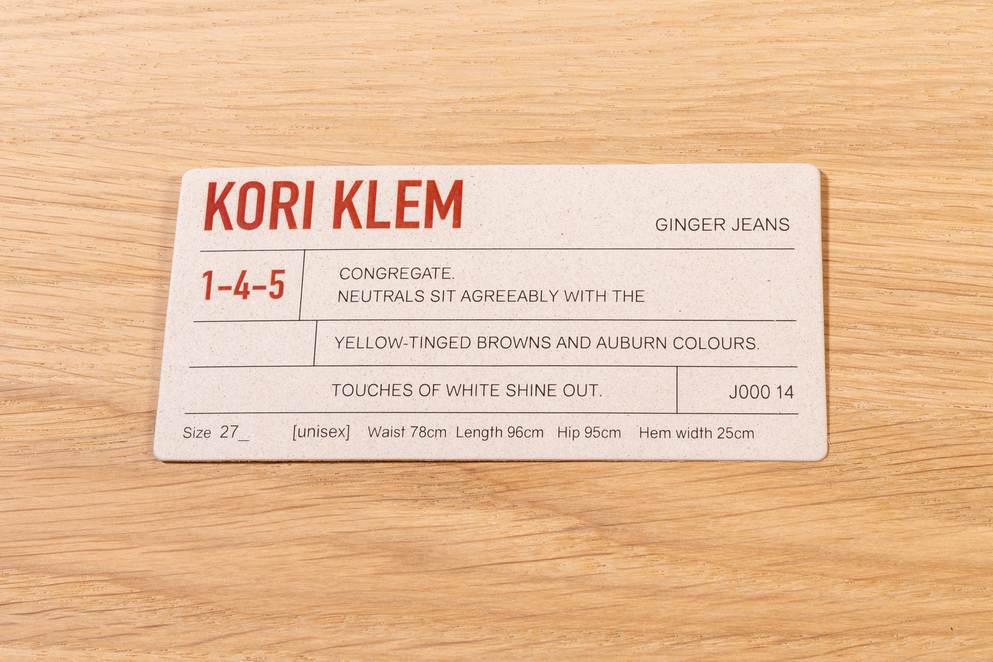 KORI KLEM
GINGER JEANS
1-4-5
CONGREGATE.
NEUTRALS SIT AGREEABLY WITH THE
YELLOW-TINGED BROWNS AND AUBURN COLOURS.
TOUCHES OF WHITE SHINE OUT.
J000 14
Size 27_ [unisex] Waist 78cm Length 96cm Hip 95cm Hem width 25cm